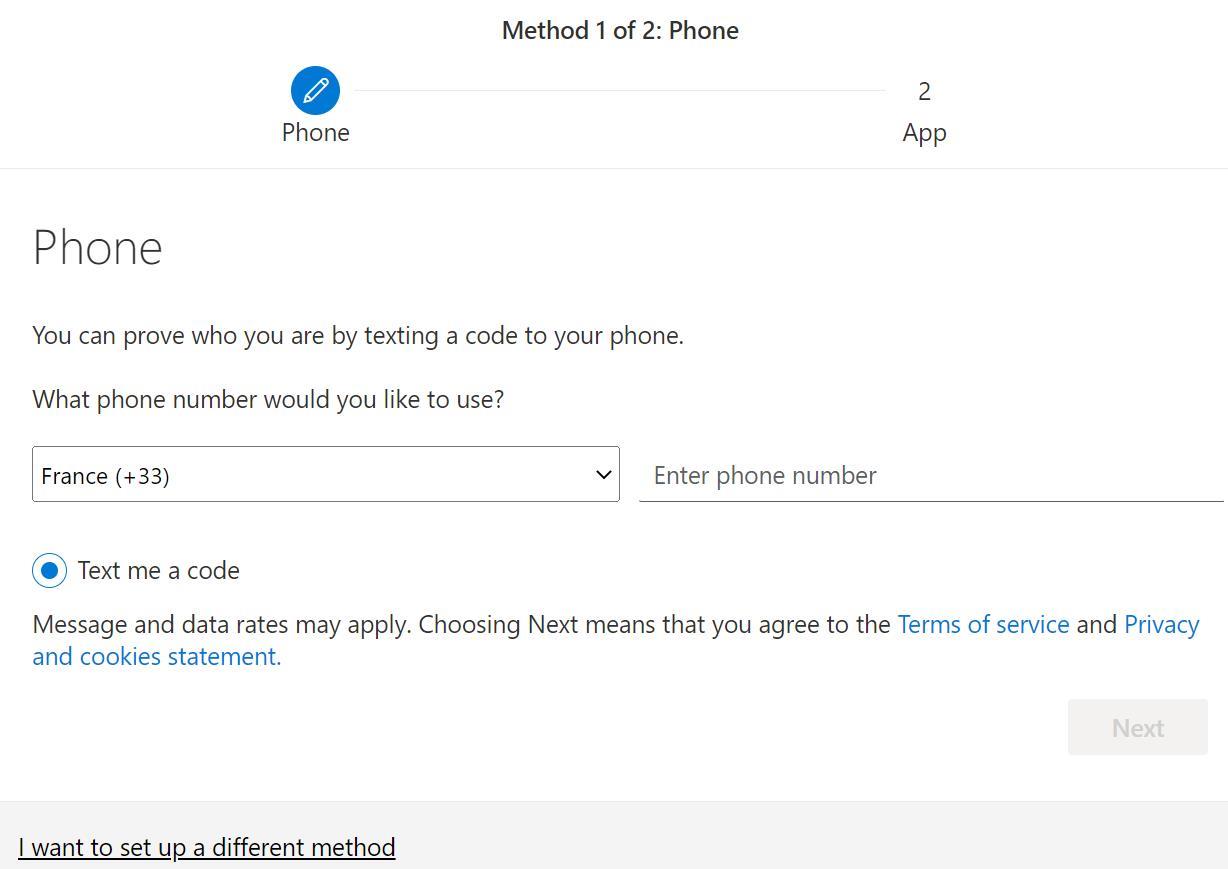 Method 1 of 2: Phone
2
Phone
App
Phone
You can prove who you are by texting a code to your phone.
What phone number would you like to use?
France (+33)
Enter phone number
Text me a code
Message and data rates may apply. Choosing Next means that you agree to the Terms of service and Privacy
and cookies statement.
Next
I want to set up a different method